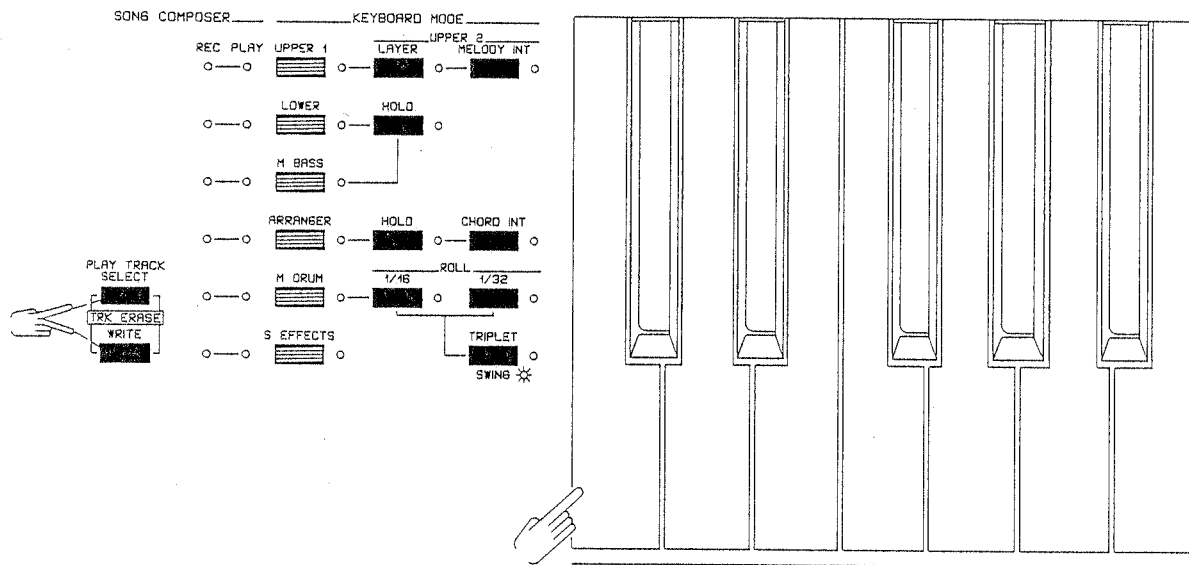 SONG COMPOSER KEYBOARD MODE
UPPER 2
REC PLAY UPPER 1 LAYER MELODY INT
LOWER HOLD
M BASS
ARRANGER HOLD CHORD INT
ROLL
PLAY TRACK
SELECT
M DRUM 1/16 1/32
TRK ERASE
WRITE
S EFFECTS TRIPLET
SWING